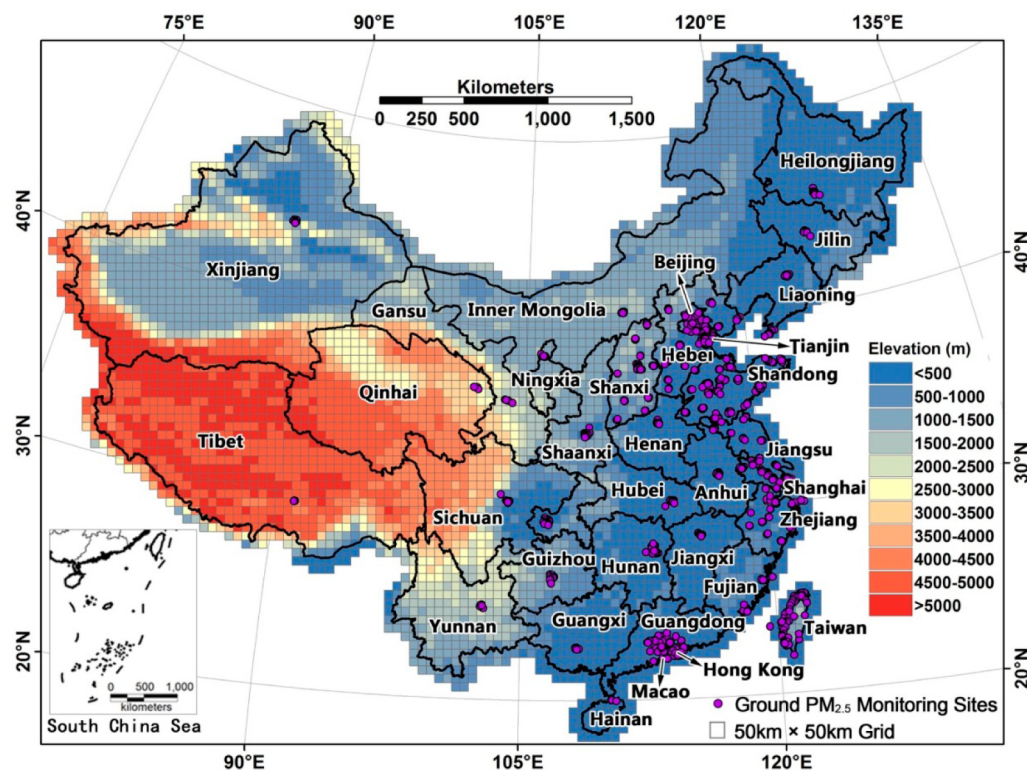 75°E 90°E 105°E 120°E 135°E
Kilometers
0 250 500 1,000 1,500
Heilongjiang
40°N
Jilin
40°N
Beijing
Xinjiang
Liaoning
Gansu
Inner Mongolia
Tianjin
Hebei
Elevation (m)
Shandong
<500
Ningxia
Qinhai
Shanxi
500-1000
1000-1500
30°N
Tibet
Henan
1500-2000
Shaanxi
Jiangsu
30°N
2000-2500
Shanghai
2500-3000
Hubei
Anhui
3000-3500
Sichuan
Zhejiang
3500-4000
4000-4500
Guizhou
Jiangxi
4500-5000
Hunan
Fujian
>5000
Yunnan
Guangxi
Guangdong
Taiwan
20°N
20°N
Hong Kong
0 500 1,000
kilometers
Macao
Ground PM2.5 Monitoring Sites
South China Sea
Hainan
50km × 50km Grid
90°E 105°E 120°E